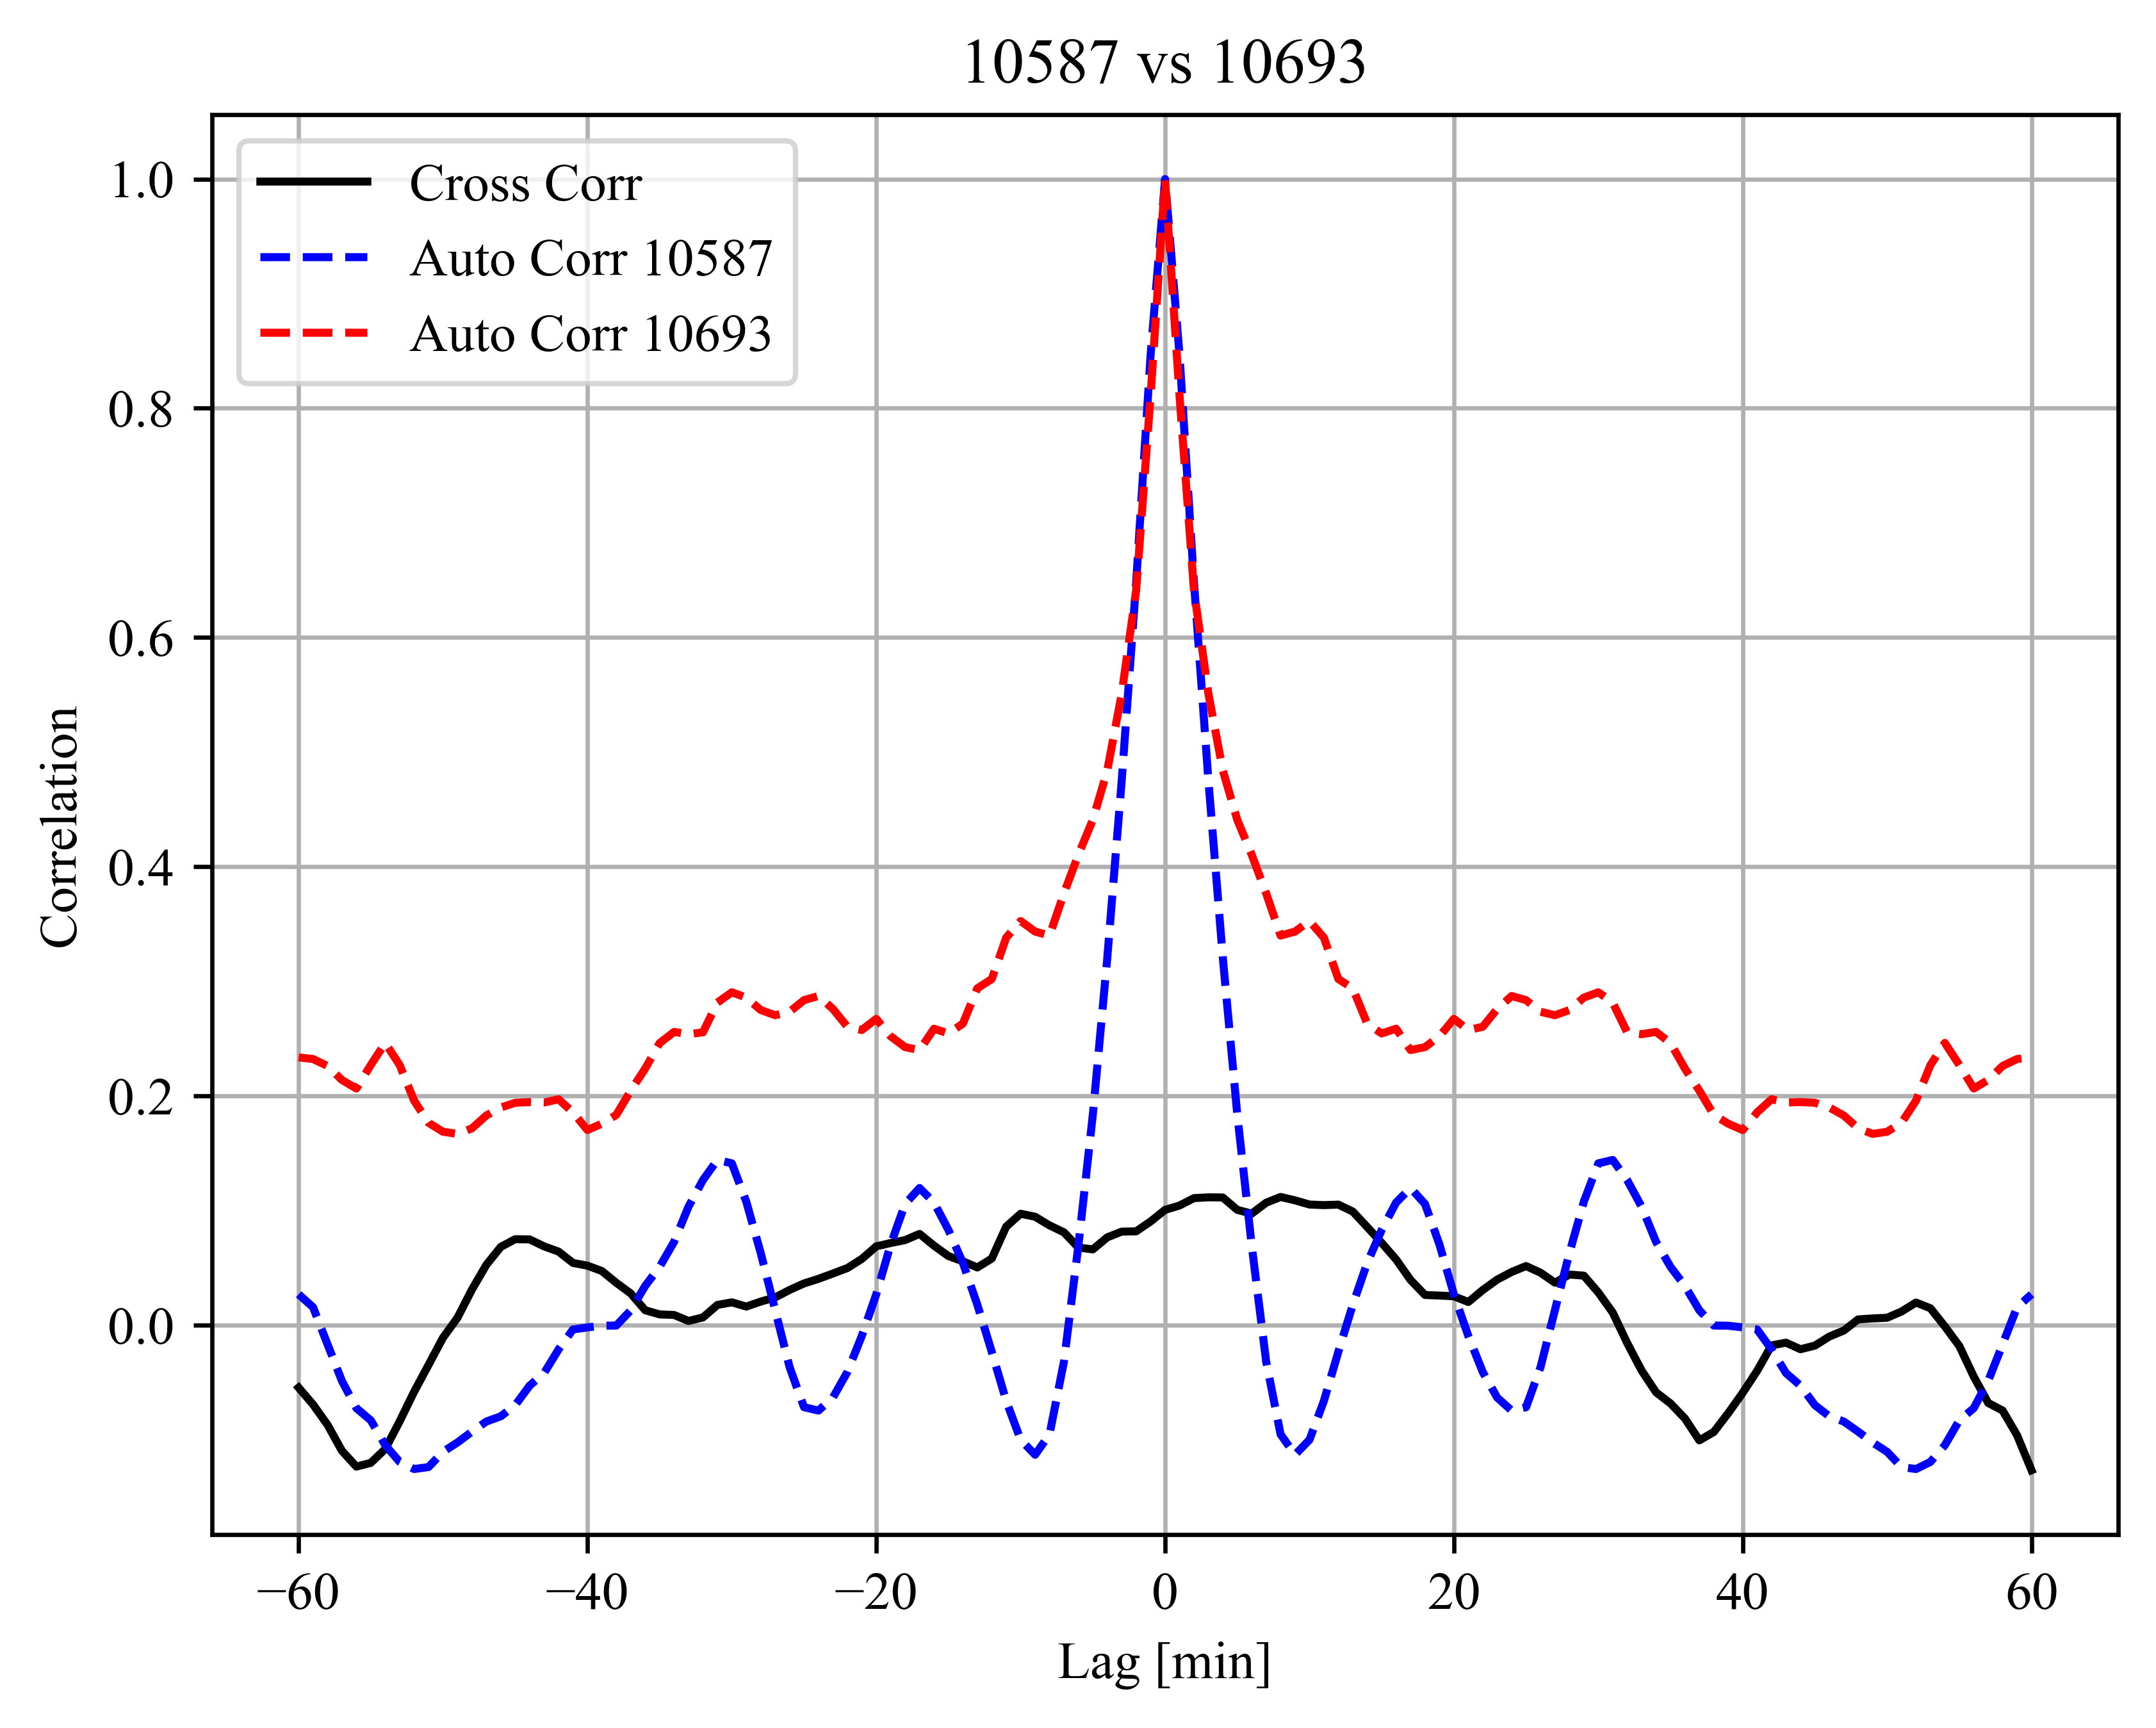 10587 vs 10693
Cross Corr
Auto Corr 10587
Auto Corr 10693
1.0
0.8
0.6
0.4
0.2
0.0
Correlation
−60 −40 −20 0 20 40 60
Lag [min]